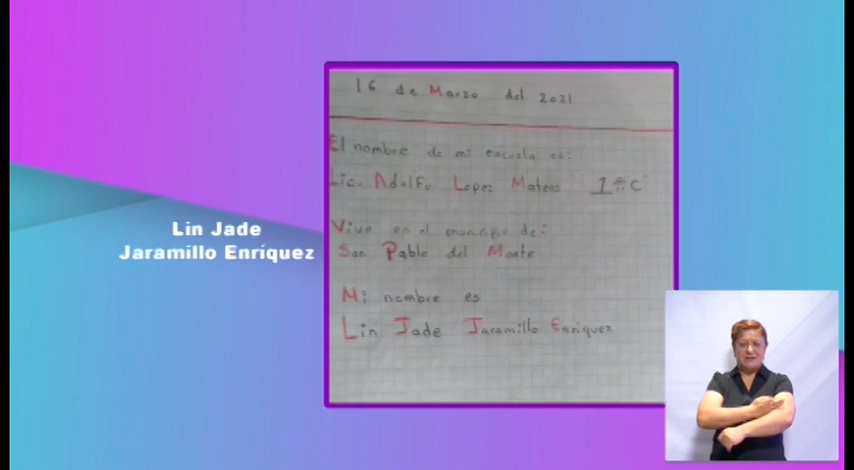 Lin Jade
Jaramillo Enríquez
16 de Marzo del 2021
El nombre de mi escuela es:
Lic. Adolfo Lopez Mateos 1 "C"
Vivo en el municipio de:
San Pablo del Monte
Mi nombre es
Lin Jade Jaramillo Enriquez